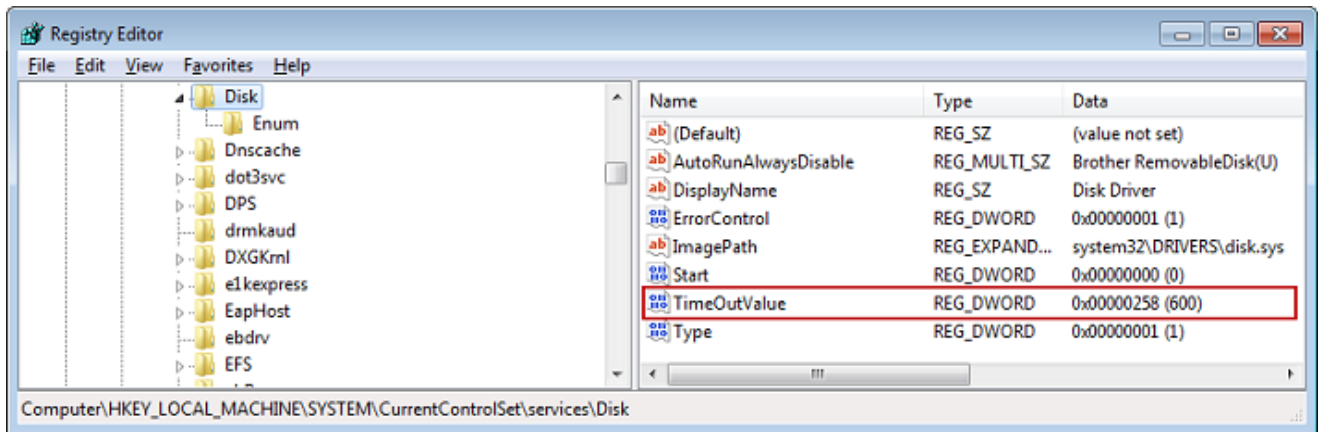 Registry Editor
File Edit View Favorites Help
Disk
Enum
Dnscache
dot3svc
DPS
drmkaud
DXGKrnl
e1kexpress
EapHost
ebdrv
EFS
Name Type Data
(Default) REG_SZ (value not set)
AutoRunAlwaysDisable REG_MULTI_SZ Brother RemovableDisk(U)
DisplayName REG_SZ Disk Driver
ErrorControl REG_DWORD 0x00000001 (1)
ImagePath REG_EXPAND... system32\DRIVERS\disk.sys
Start REG_DWORD 0x00000000 (0)
TimeOutValue REG_DWORD 0x00000258 (600)
Type REG_DWORD 0x00000001 (1)
Computer\HKEY_LOCAL_MACHINE\SYSTEM\CurrentControlSet\services\Disk